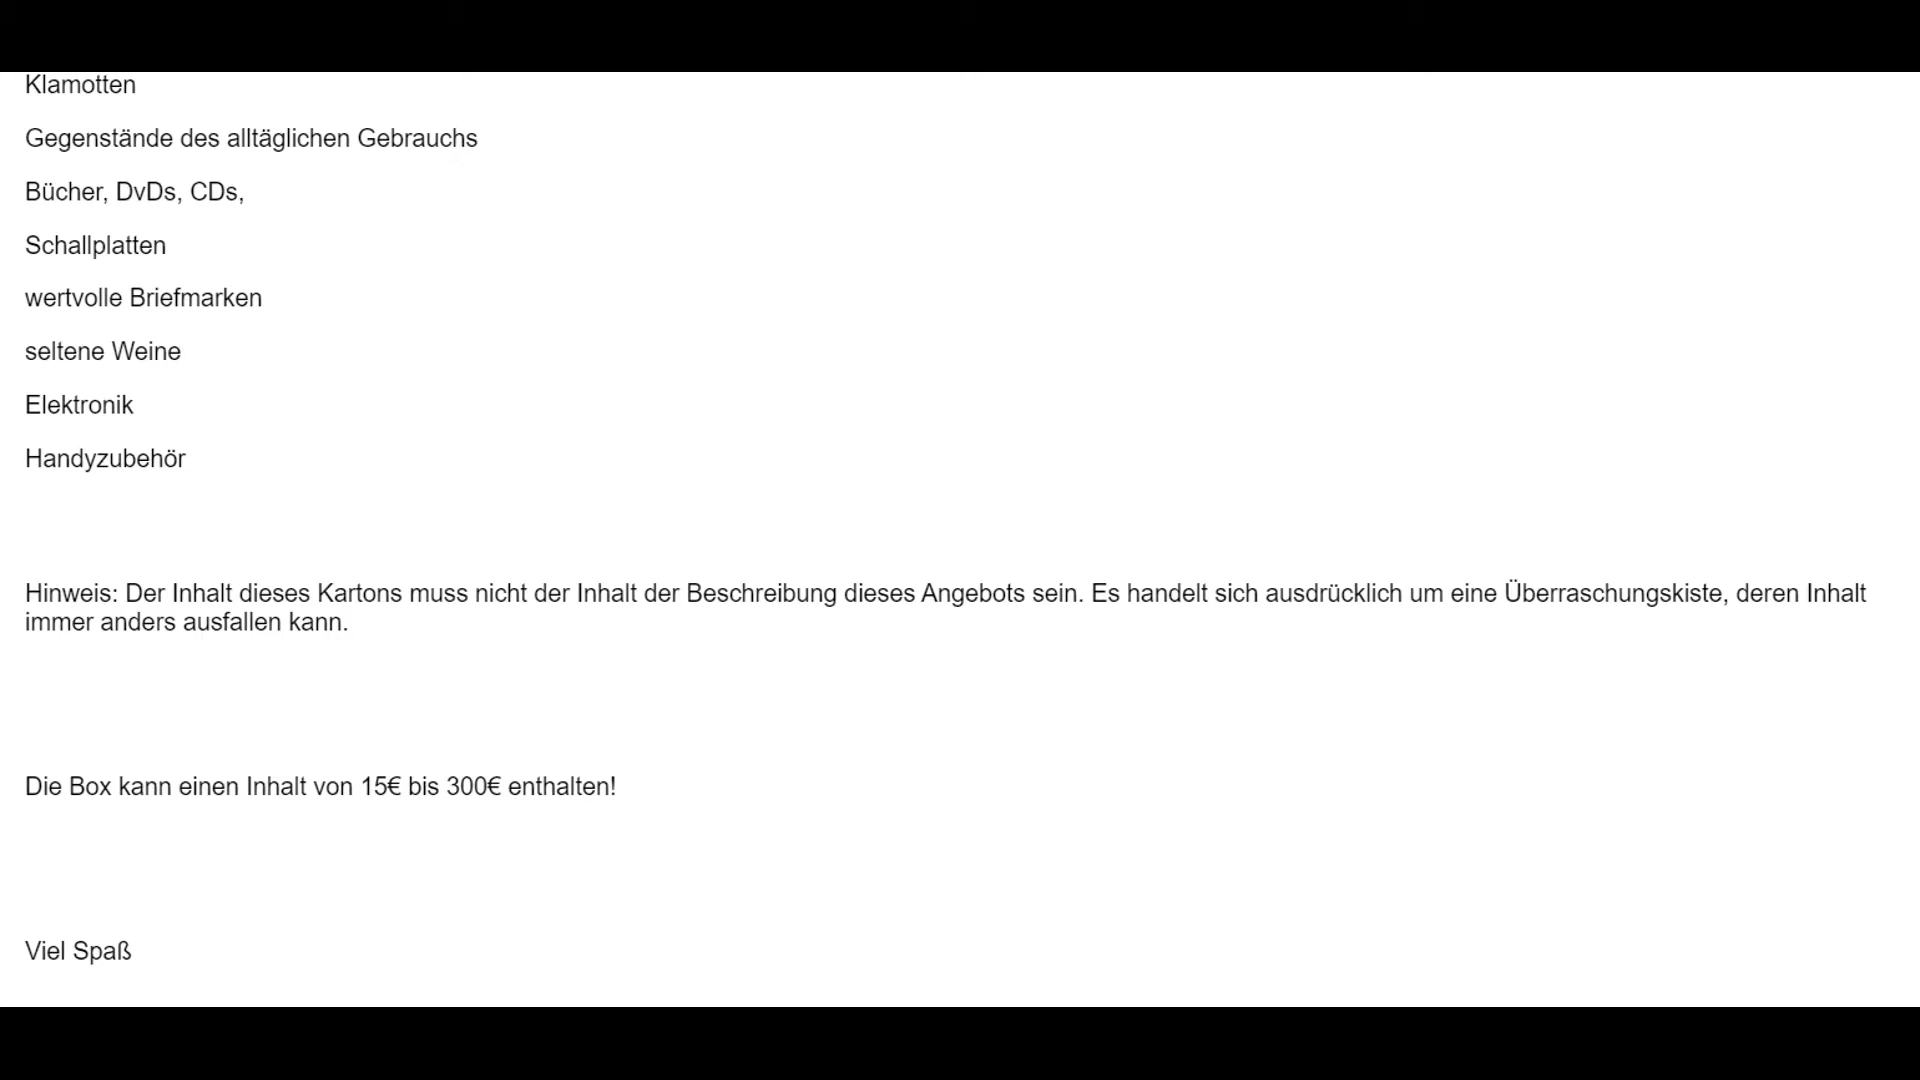 Klamotten
Gegenstände des alltäglichen Gebrauchs
Bücher, DvDs, CDs,
Schallplatten
wertvolle Briefmarken
seltene Weine
Elektronik
Handyzubehör
Hinweis: Der Inhalt dieses Kartons muss nicht der Inhalt der Beschreibung dieses Angebots sein. Es handelt sich ausdrücklich um eine Überraschungskiste, deren Inhalt
immer anders ausfallen kann.
Die Box kann einen Inhalt von 15€ bis 300€ enthalten!
Viel Spaß